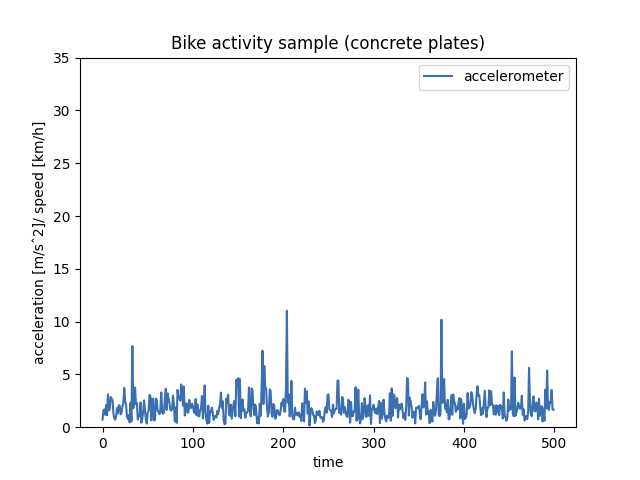 Bike activity sample (concrete plates)
accelerometer
35
30
25
20
15
10
5
0
acceleration [m/sˆ2]/ speed [km/h]
0 100 200 300 400 500
time